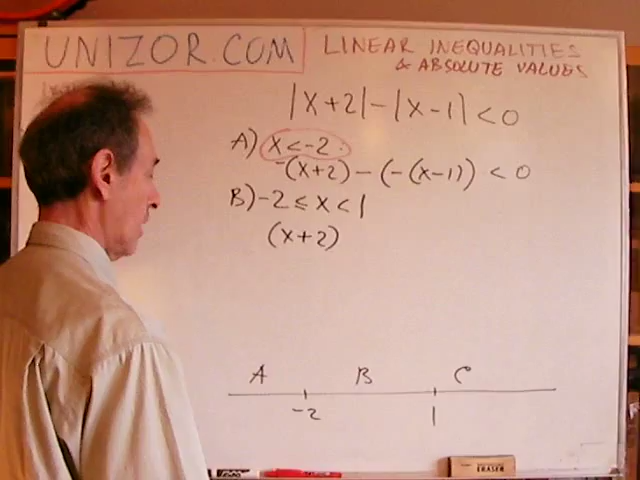 UNIZOR.COM
LINEAR INEQUALITIES
& ABSOLUTE VALUES
|X+2|-|X-1|<0
A) X<-2.
-(X+2)-(-(X-1))<0
B) -2≤X<1
(X+2)
A B C
-2 1
EXPO
ERASER